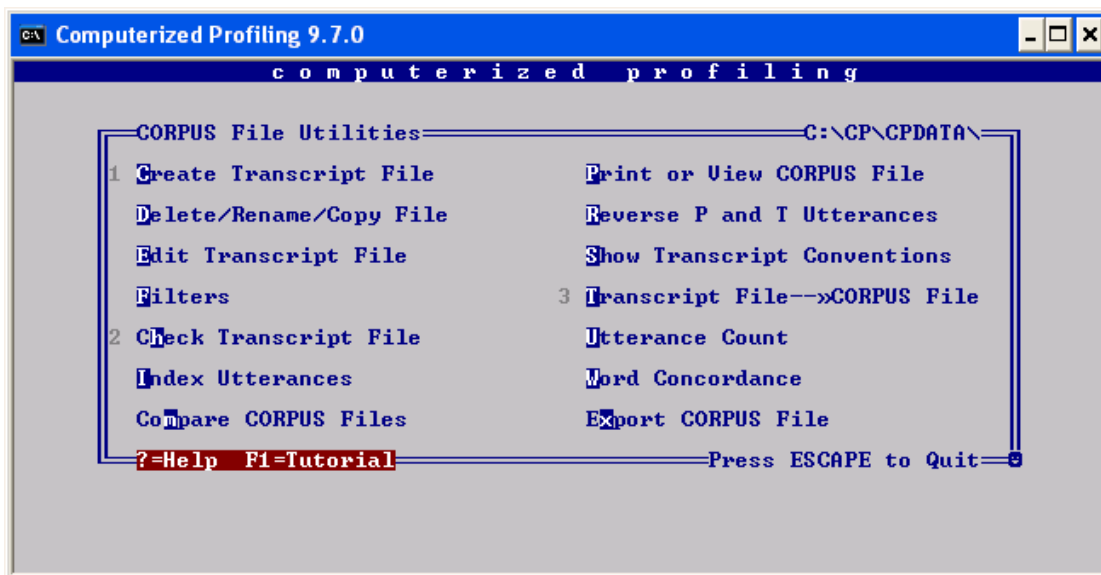 Computerized Profiling 9.7.0
computerized profiling
CORPUS File Utilities C:\CP\CPDATA\
1 Create Transcript File Print or View CORPUS File
Delete/Rename/Copy File Reverse P and T Utterances
Edit Transcript File Show Transcript Conventions
Filters 3 Transcript File--»CORPUS File
2 Check Transcript File Utterance Count
Index Utterances Word Concordance
Compare CORPUS Files Export CORPUS File
?=Help F1=Tutorial Press ESCAPE to Quit